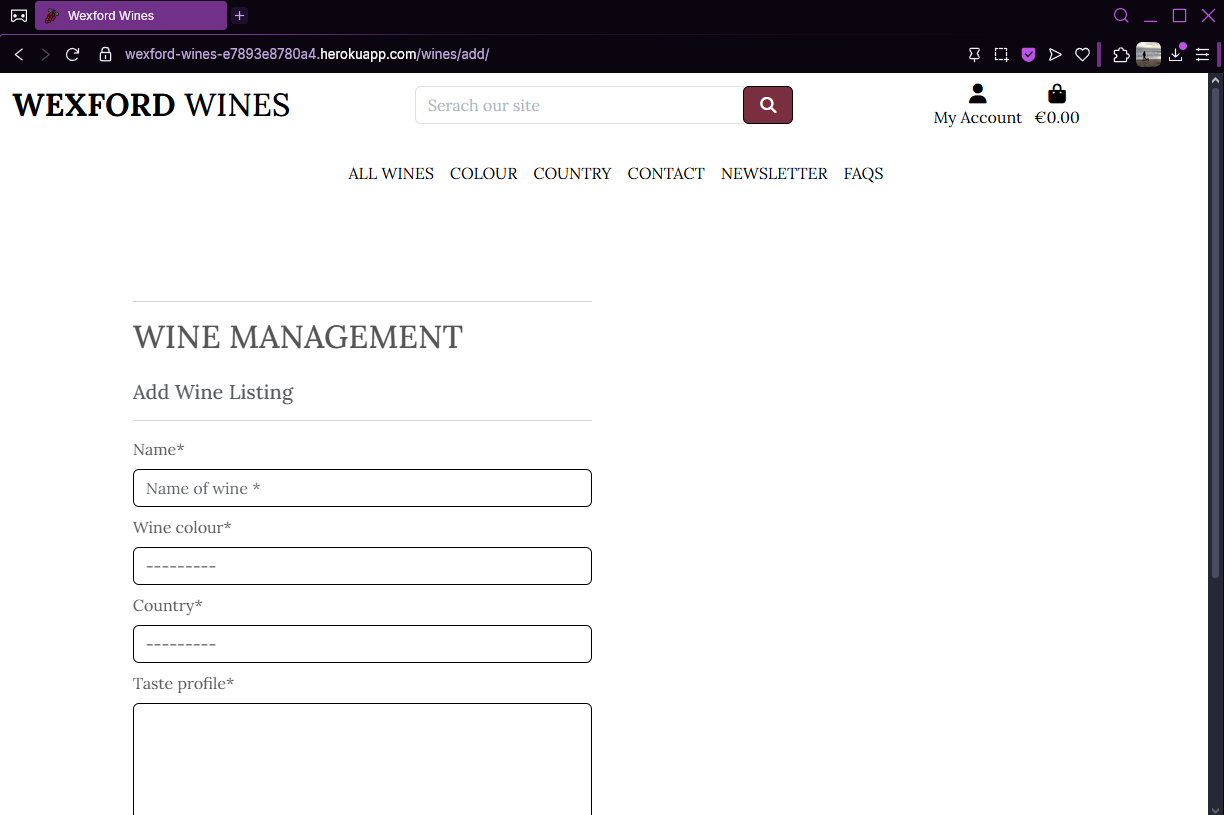 Wexford Wines
wexford-wines-e7893e8780a4.herokuapp.com/wines/add/
WEXFORD WINES
Serach our site
My Account
€0.00
ALL WINES COLOUR COUNTRY CONTACT NEWSLETTER FAQS
WINE MANAGEMENT
Add Wine Listing
Name*
Name of wine *
Wine colour*
---------
Country*
---------
Taste profile*